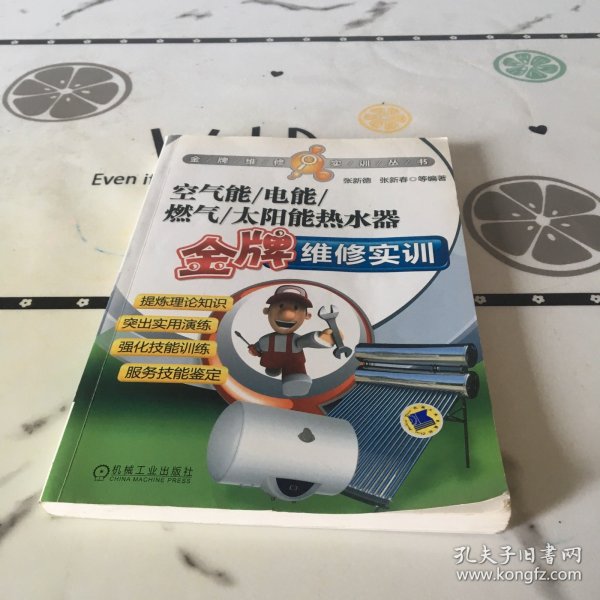 Even if
金牌维修实训丛书
张新德 张新春 等编著
空气能/电能/
燃气/太阳能热水器
金牌维修实训
提炼理论知识
突出实用演练
强化技能训练
服务技能鉴定
机械工业出版社
CHINA MACHINE PRESS
孔夫子旧书网
www.kongfz.com